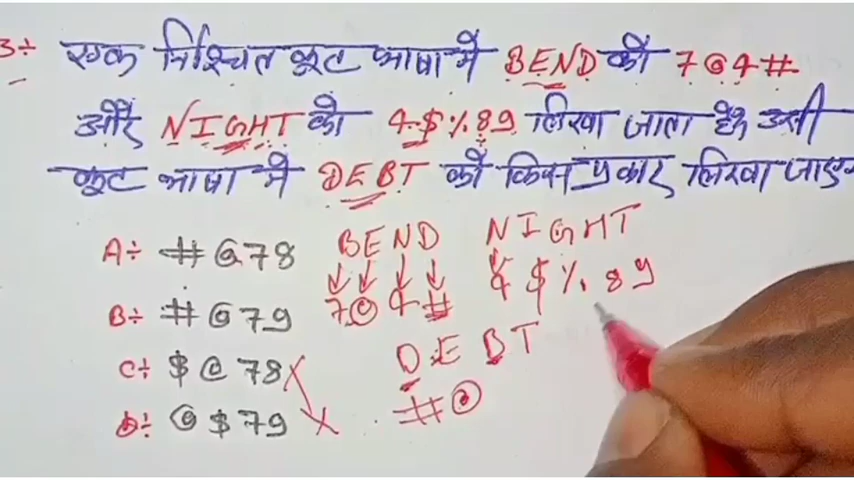 3÷ एक निश्चित कूट भाषा में BEND को 7@4#
और NIGHT को 4$%89 लिखा जाता है, उसी
कूट भाषा में DEBT को किस प्रकार लिखा जाएग
A÷ #@78 BEND NIGHT
7@4# 4$%89
B÷ #@79
C÷ $@78 DEBT
D÷ @$79 #@